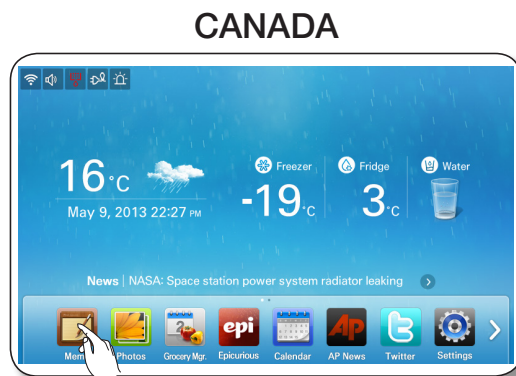 CANADA
16°C
May 9, 2013 22:27 PM
Freezer
-19°C
Fridge
3°C
Water
News | NASA: Space station power system radiator leaking
2
epi
AP
Photos
Grocery Mgr.
Epicurious
Calendar
AP News
Twitter
Settings